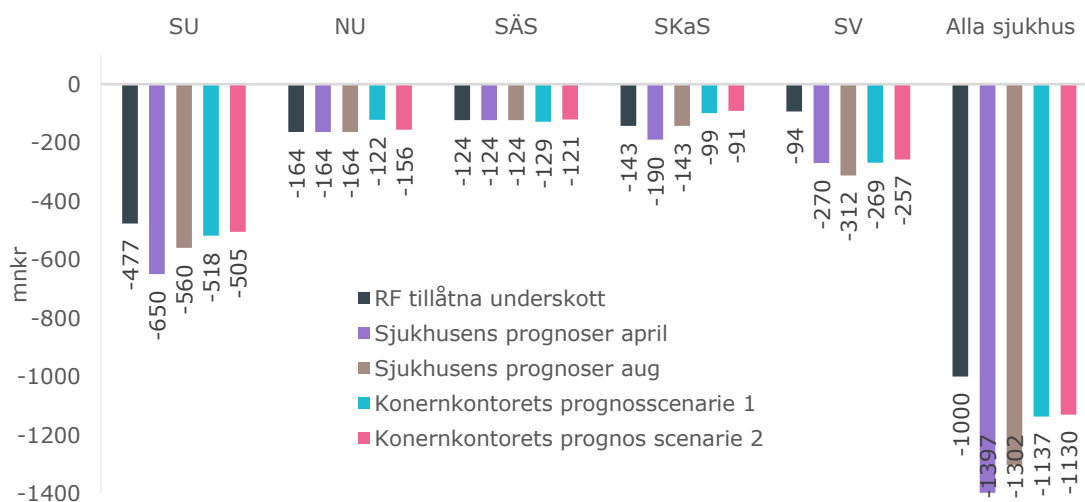 SU NU SÄS SKaS SV Alla sjukhus
0
-200
-400
-600
-800
-1000
-1200
-1400
mnkr
-477 -650 -560 -518 -505
-164 -164 -164 -122 -156
-124 -124 -124 -129 -121
-143 -190 -143 -99 -91
-94 -270 -312 -269 -257
-1000 -1397 -1302 -1137 -1130
RF tillåtna underskott
Sjukhusens prognoser april
Sjukhusens prognoser aug
Konernkontorets prognosscenarie 1
Konernkontorets prognos scenarie 2